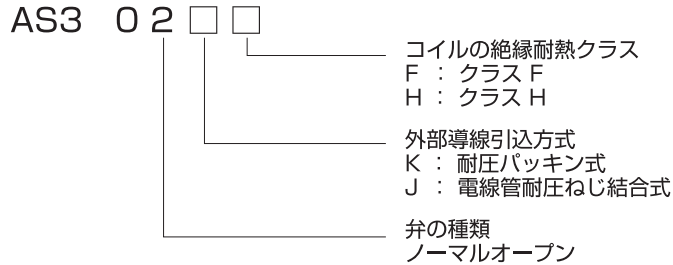 AS3 02□□
コイルの絶縁耐熱クラス
F : クラス F
H : クラス H
外部導線引込方式
K : 耐圧パッキン式
J : 電線管耐圧ねじ結合式
弁の種類
ノーマルオープン